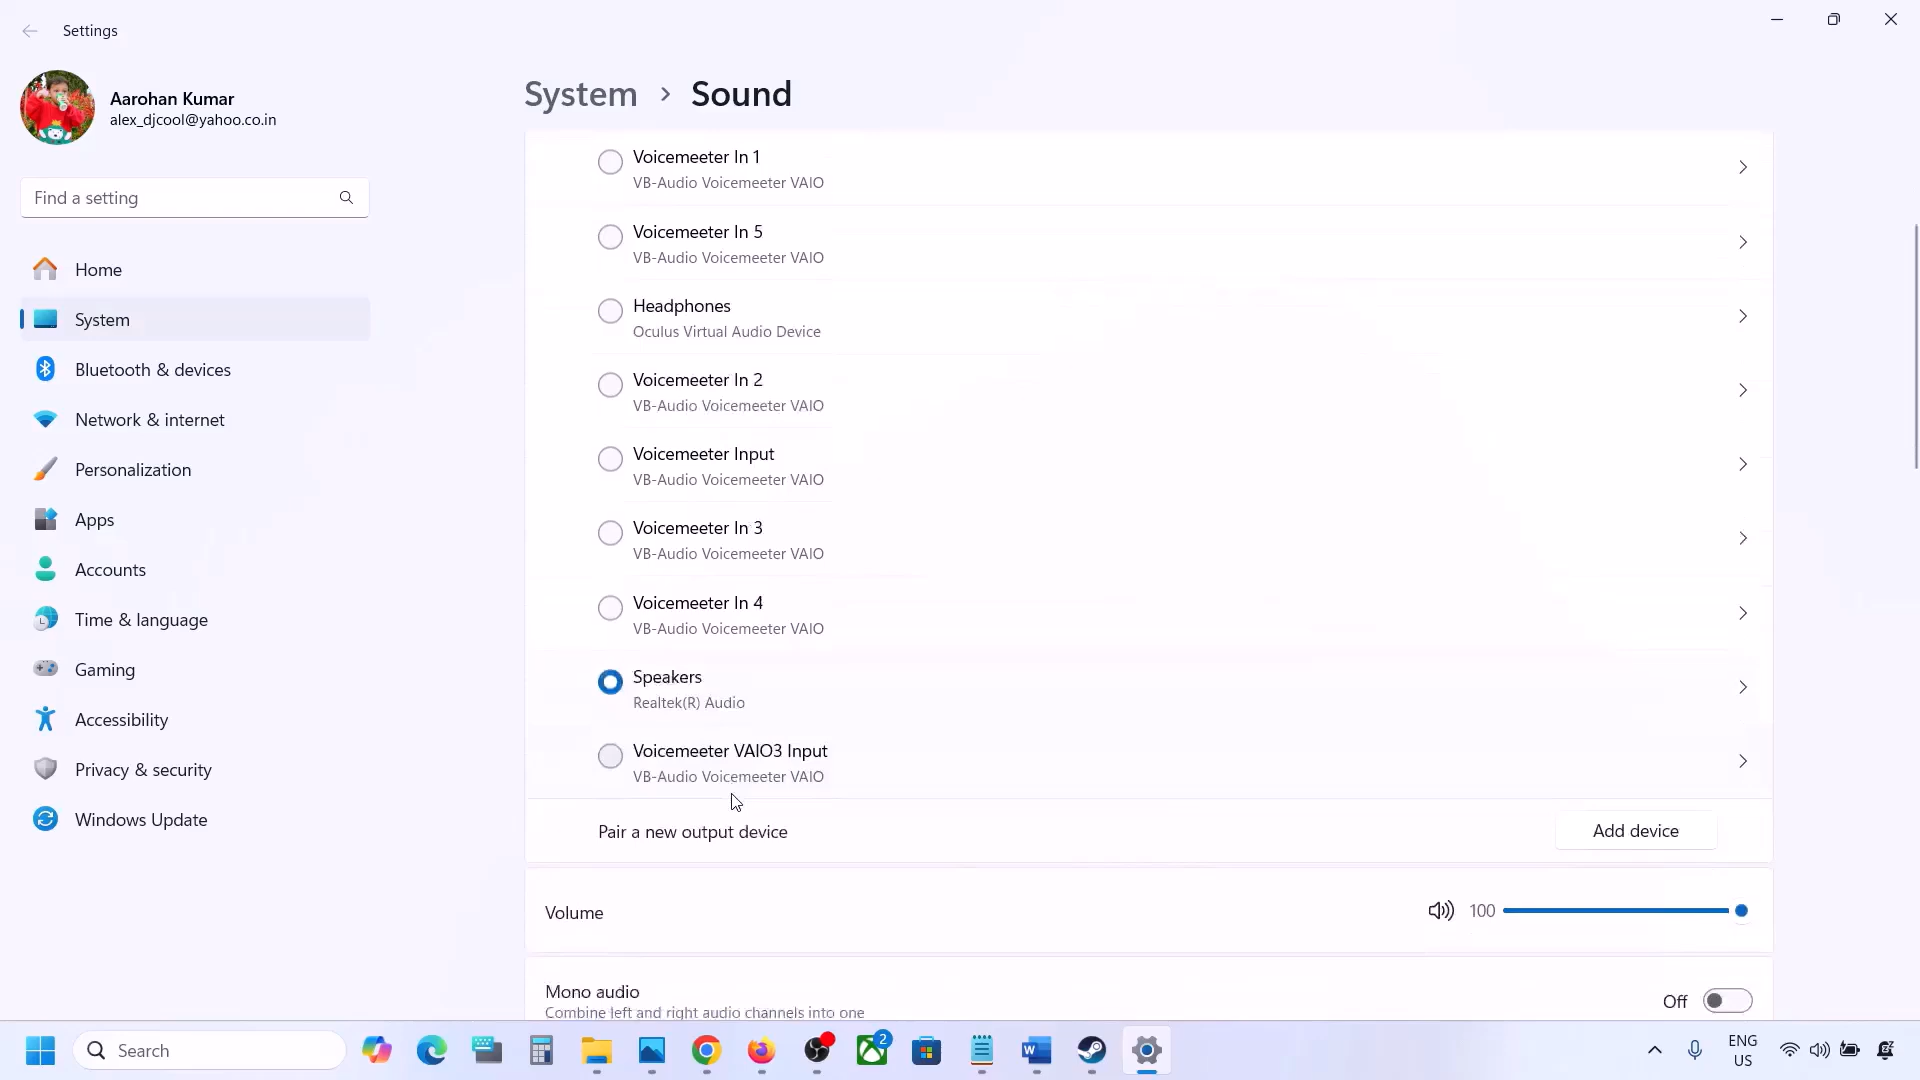 Settings
Aarohan Kumar
alex_djcool@yahoo.co.in
Find a setting
Home
System
Bluetooth & devices
Network & internet
Personalization
Apps
Accounts
Time & language
Gaming
Accessibility
Privacy & security
Windows Update
System > Sound
Voicemeeter In 1
VB-Audio Voicemeeter VAIO
Voicemeeter In 5
VB-Audio Voicemeeter VAIO
Headphones
Oculus Virtual Audio Device
Voicemeeter In 2
VB-Audio Voicemeeter VAIO
Voicemeeter Input
VB-Audio Voicemeeter VAIO
Voicemeeter In 3
VB-Audio Voicemeeter VAIO
Voicemeeter In 4
VB-Audio Voicemeeter VAIO
Speakers
Realtek(R) Audio
Voicemeeter VAIO3 Input
VB-Audio Voicemeeter VAIO
Pair a new output device
Add device
Volume
100
Mono audio
Combine left and right audio channels into one
Off
Search
2
ENG
US